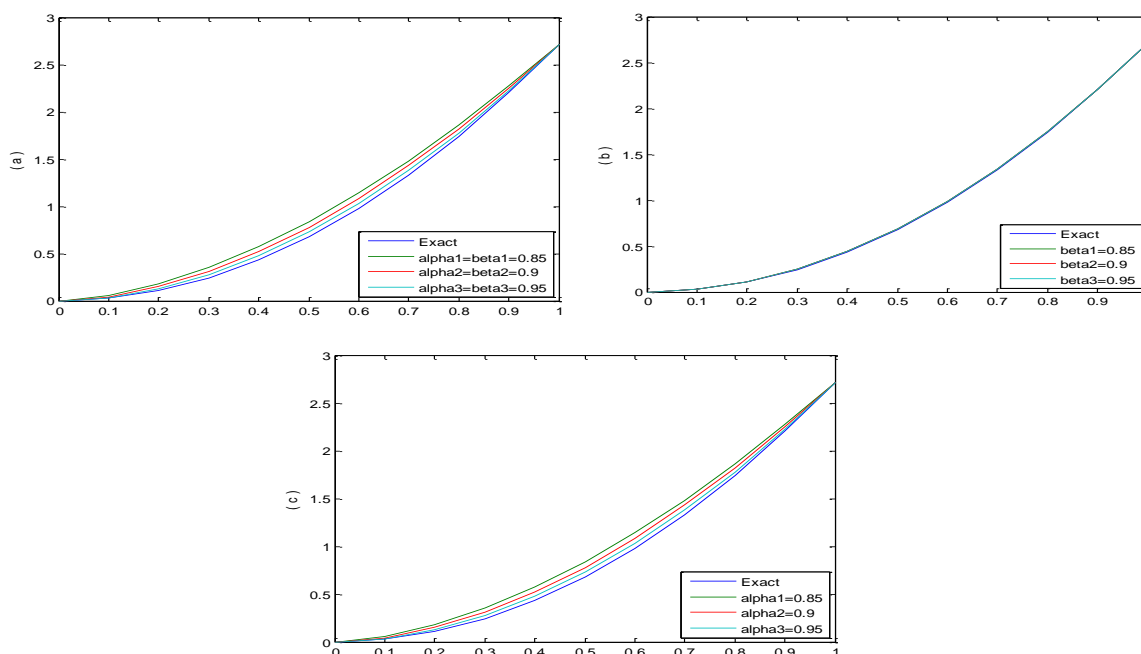 3
2.5
2
(a)
1.5
1
0.5
0
0 0.1 0.2 0.3 0.4 0.5 0.6 0.7 0.8 0.9 1
Exact
alpha1=beta1=0.85
alpha2=beta2=0.9
alpha3=beta3=0.95
3
2.5
2
(b)
1.5
1
0.5
0
0 0.1 0.2 0.3 0.4 0.5 0.6 0.7 0.8 0.9
Exact
beta1=0.85
beta2=0.9
beta3=0.95
3
2.5
2
(c)
1.5
1
0.5
0
0 0.1 0.2 0.3 0.4 0.5 0.6 0.7 0.8 0.9 1
Exact
alpha1=0.85
alpha2=0.9
alpha3=0.95